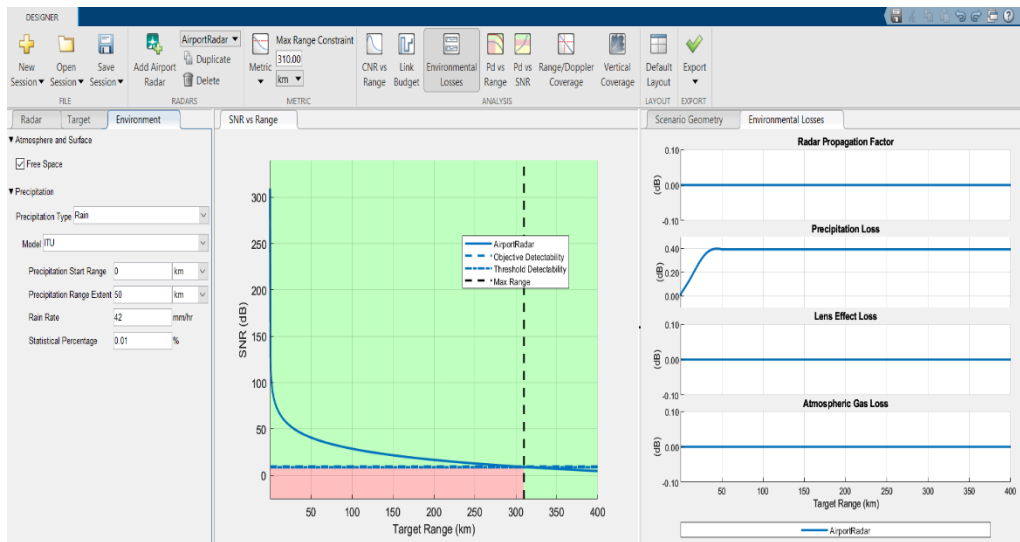 DESIGNER
New Session
Open Session
Save Session
FILE
Add Airport Radar
AirportRadar
Duplicate
Delete
RADARS
Metric
Max Range Constraint
310.00
km
METRIC
CNR vs Range
Link Budget
Environmental Losses
Pd vs Range
Pd vs SNR
Range/Doppler Coverage
Vertical Coverage
ANALYSIS
Default Layout
LAYOUT
Export
EXPORT
Radar Target Environment
Atmosphere and Surface
Free Space
Precipitation
Precipitation Type Rain
Model ITU
Precipitation Start Range 0 km
Precipitation Range Extent 50 km
Rain Rate 42 mm/hr
Statistical Percentage 0.01 %
SNR vs Range
SNR (dB)
300
250
200
150
100
50
0
AirportRadar
Objective Detectability
Threshold Detectability
Max Range
50 100 150 200 250 300 350 400
Target Range (km)
Scenario Geometry Environmental Losses
Radar Propagation Factor
0.10
(dB)
0.00
-0.10
Precipitation Loss
0.40
(dB)
0.20
0.00
Lens Effect Loss
0.10
(dB)
0.00
-0.10
Atmospheric Gas Loss
0.10
(dB)
0.00
-0.10
50 100 150 200 250 300 350 400
Target Range (km)
AirportRadar